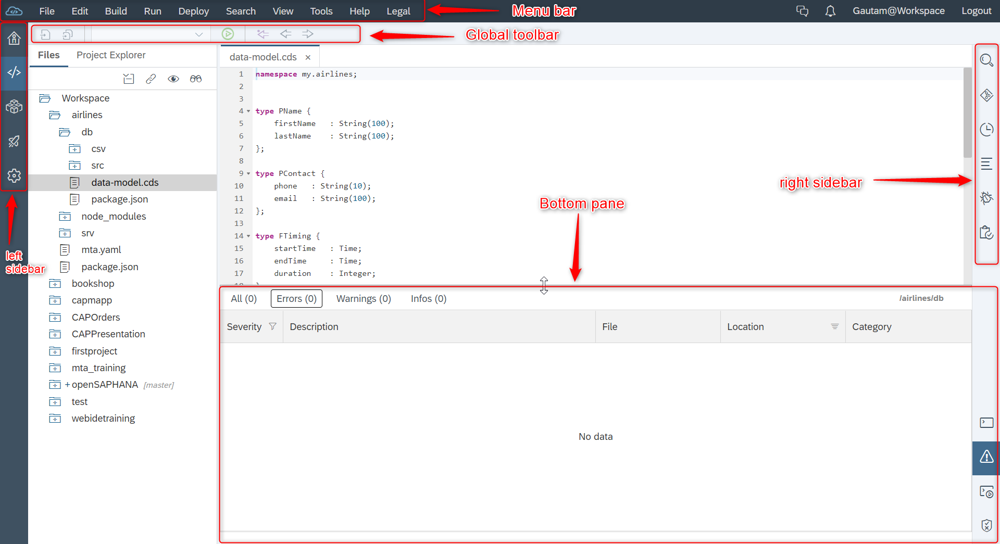 File Edit Build Run Deploy Search View Tools Help Legal
Menu bar
Gautam@Workspace Logout
Global toolbar
Files Project Explorer
data-model.cds ×
Workspace
airlines
db
csv
src
data-model.cds
package.json
node_modules
srv
mta.yaml
package.json
bookshop
capmapp
CAPOrders
CAPPresentation
firstproject
mta_training
+ openSAPHANA [master]
test
webidetraining
left
sidebar
1 namespace my.airlines;
2
3
4 type PName {
5 firstName : String(100);
6 lastName : String(100);
7 };
8
9 type PContact {
10 phone : String(10);
11 email : String(100);
12 };
13
14 type FTiming {
15 startTime : Time;
16 endTime : Time;
17 duration : Integer;
right sidebar
Bottom pane
All (0) Errors (0) Warnings (0) Infos (0) /airlines/db
Severity Description File Location Category
No data